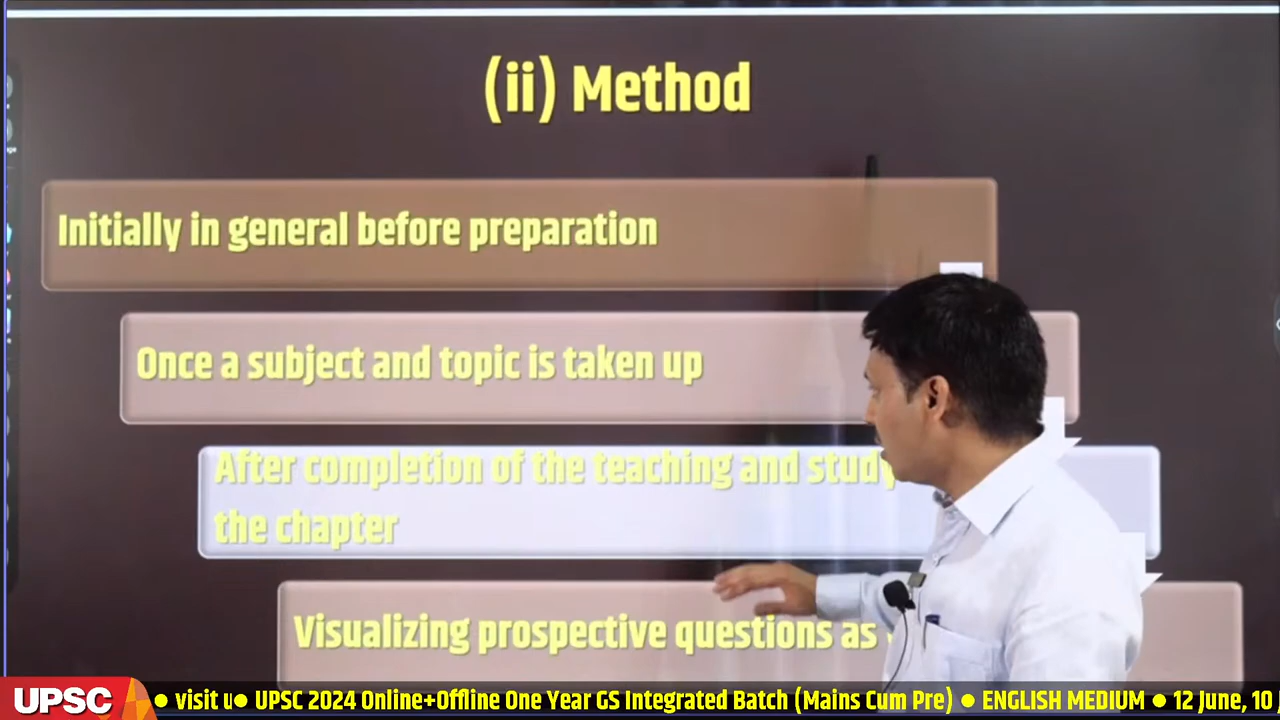 (ii) Method
Initially in general before preparation
Once a subject and topic is taken up
After completion of the teaching and study
the chapter
Visualizing prospective questions as
UPSC ● visit u● UPSC 2024 Online+Offline One Year GS Integrated Batch (Mains Cum Pre) ● ENGLISH MEDIUM ● 12 June, 10